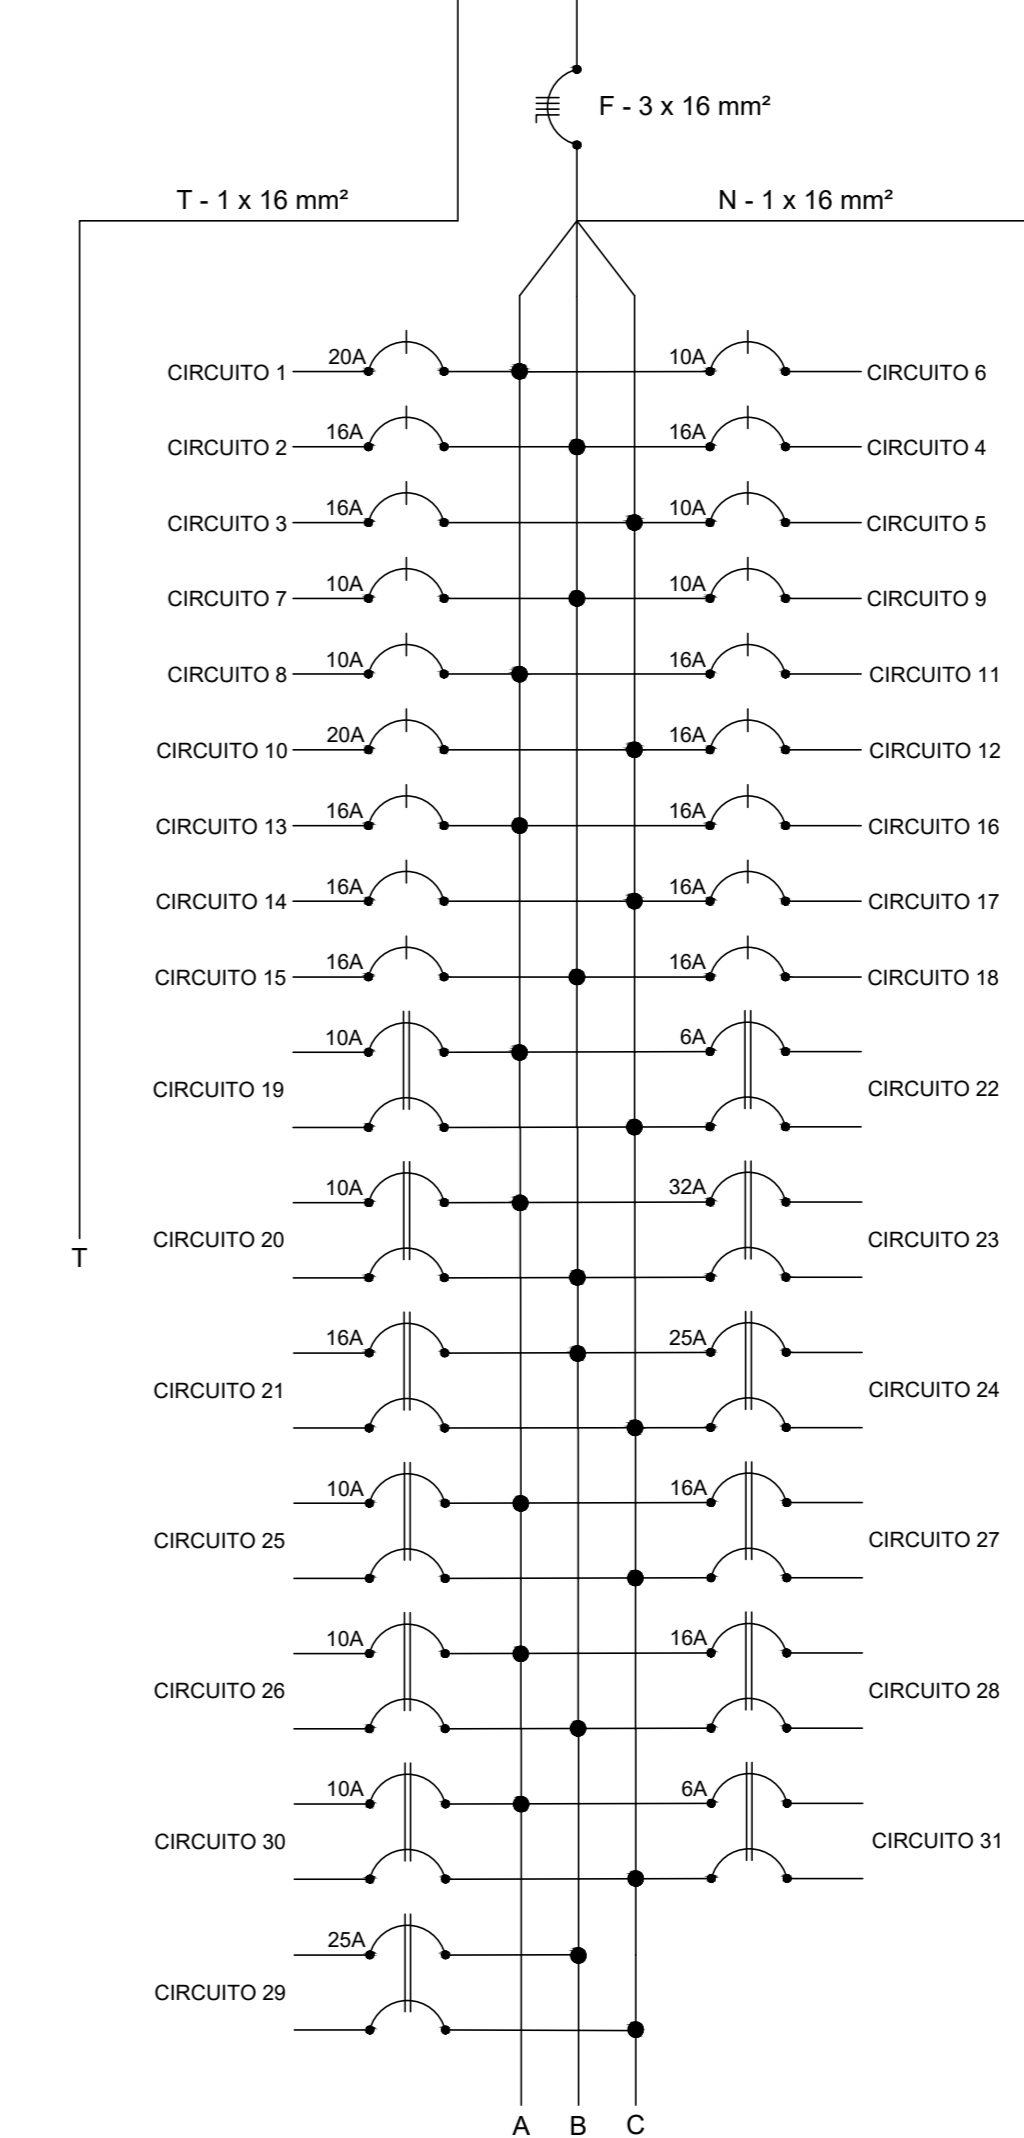 F - 3 x 16 mm²
T - 1 x 16 mm²
N - 1 x 16 mm²
CIRCUITO 1 20A 10A CIRCUITO 6
CIRCUITO 2 16A 16A CIRCUITO 4
CIRCUITO 3 16A 10A CIRCUITO 5
CIRCUITO 7 10A 10A CIRCUITO 9
CIRCUITO 8 10A 16A CIRCUITO 11
CIRCUITO 10 20A 16A CIRCUITO 12
CIRCUITO 13 16A 16A CIRCUITO 16
CIRCUITO 14 16A 16A CIRCUITO 17
CIRCUITO 15 16A 16A CIRCUITO 18
10A 6A
CIRCUITO 19 CIRCUITO 22
10A 32A
CIRCUITO 20 CIRCUITO 23
T
16A 25A
CIRCUITO 21 CIRCUITO 24
10A 16A
CIRCUITO 25 CIRCUITO 27
10A 16A
CIRCUITO 26 CIRCUITO 28
10A 6A
CIRCUITO 30 CIRCUITO 31
25A
CIRCUITO 29
A B C